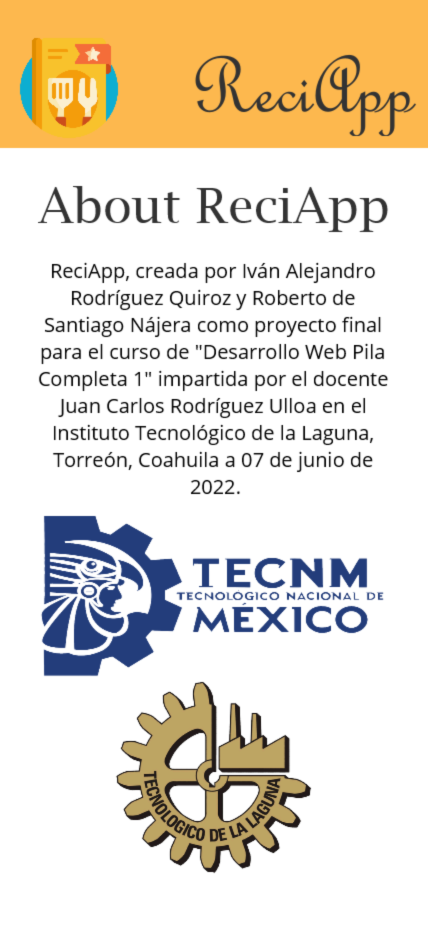 ReciApp
About ReciApp
ReciApp, creada por Iván Alejandro
Rodríguez Quiroz y Roberto de
Santiago Nájera como proyecto final
para el curso de "Desarrollo Web Pila
Completa 1" impartida por el docente
Juan Carlos Rodríguez Ulloa en el
Instituto Tecnológico de la Laguna,
Torreón, Coahuila a 07 de junio de
2022.
TECNM
TECNOLÓGICO NACIONAL DE
MÉXICO
TECNOLOGICO DE LA LAGUNA